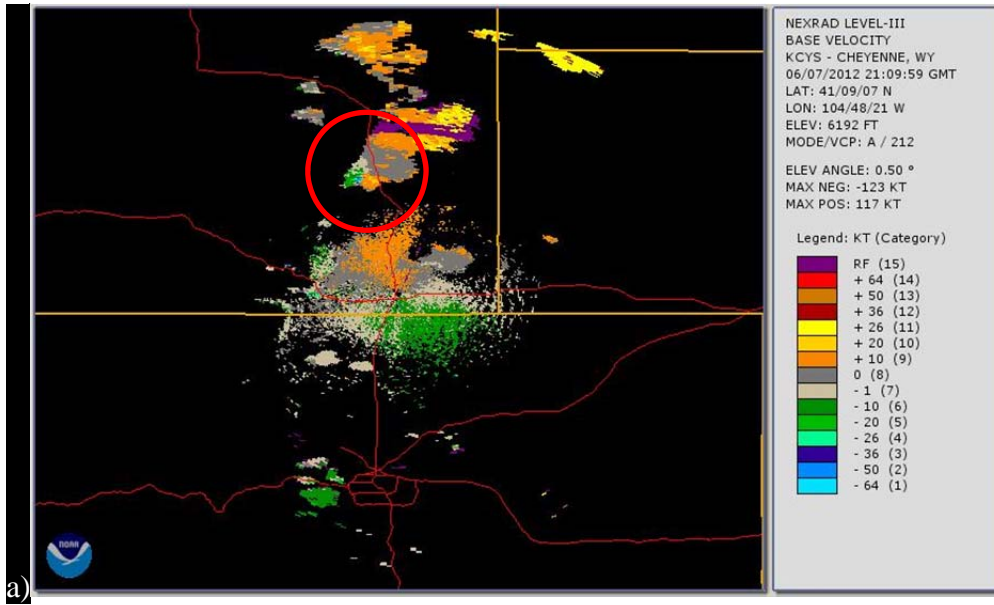 NEXRAD LEVEL-III
BASE VELOCITY
KCYS - CHEYENNE, WY
06/07/2012 21:09:59 GMT
LAT: 41/09/07 N
LON: 104/48/21 W
ELEV: 6192 FT
MODE/VCP: A / 212
ELEV ANGLE: 0.50 °
MAX NEG: -123 KT
MAX POS: 117 KT
Legend: KT (Category)
RF (15)
+ 64 (14)
+ 50 (13)
+ 36 (12)
+ 26 (11)
+ 20 (10)
+ 10 (9)
0 (8)
- 1 (7)
- 10 (6)
- 20 (5)
- 26 (4)
- 36 (3)
- 50 (2)
- 64 (1)
NOAA
a)